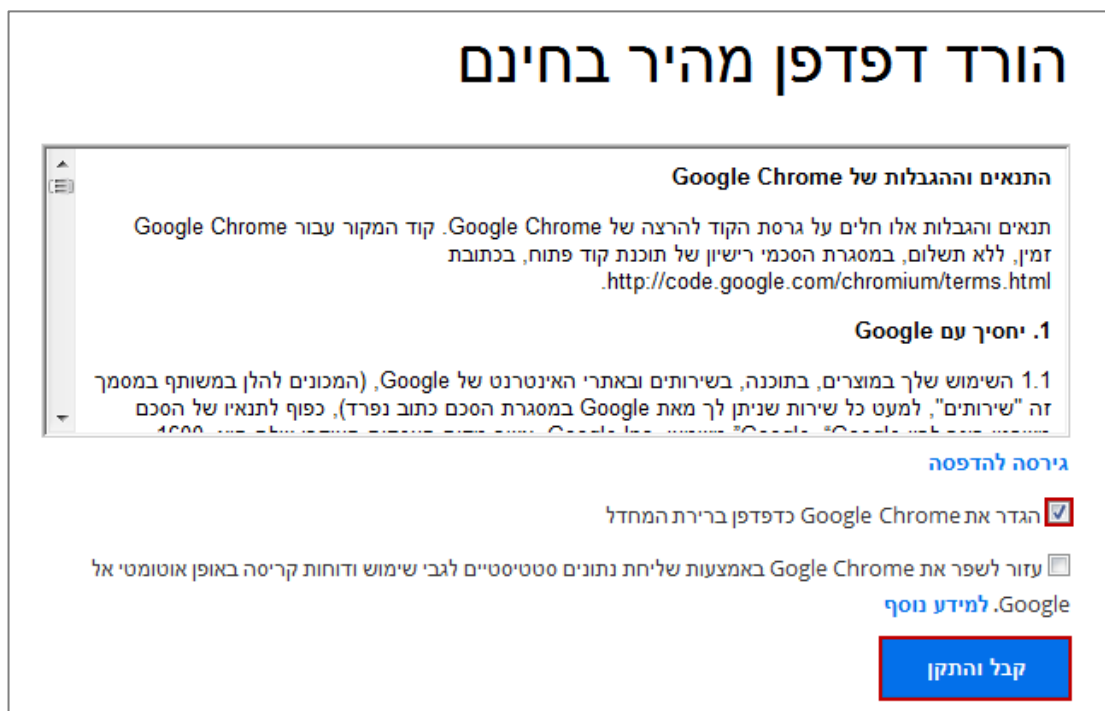 הורד דפדפן מהיר בחינם
התנאים וההגבלות של Google Chrome
תנאים והגבלות אלו חלים על גרסת הקוד להרצה של Google Chrome. קוד המקור עבור Google Chrome
זמין, ללא תשלום, במסגרת הסכמי רישיון של תוכנת קוד פתוח, בכתובת
http://code.google.com/chromium/terms.html.
1. יחסיך עם Google
1.1 השימוש שלך במוצרים, בתוכנה, בשירותים ובאתרי האינטרנט של Google, (המכונים להלן במשותף במסמך
זה "שירותים", למעט כל שירות שניתן לך מאת Google במסגרת הסכם כתוב נפרד), כפוף לתנאיו של הסכם
גירסה להדפסה
הגדר את Google Chrome כדפדפן ברירת המחדל
עזור לשפר את Gogle Chrome באמצעות שליחת נתונים סטטיסטיים לגבי שימוש ודוחות קריסה באופן אוטומטי אל
Google. למידע נוסף
קבל והתקן